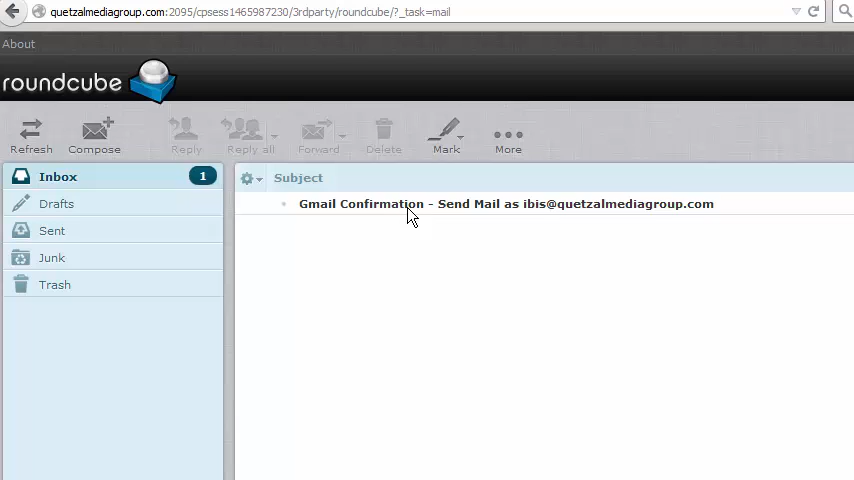 quetzalmediagroup.com:2095/cpsess1465987230/3rdparty/roundcube/?_task=mail
About
roundcube
Refresh Compose Reply Reply all Forward Delete Mark More
Inbox 1 Subject
Drafts Gmail Confirmation - Send Mail as ibis@quetzalmediagroup.com
Sent
Junk
Trash